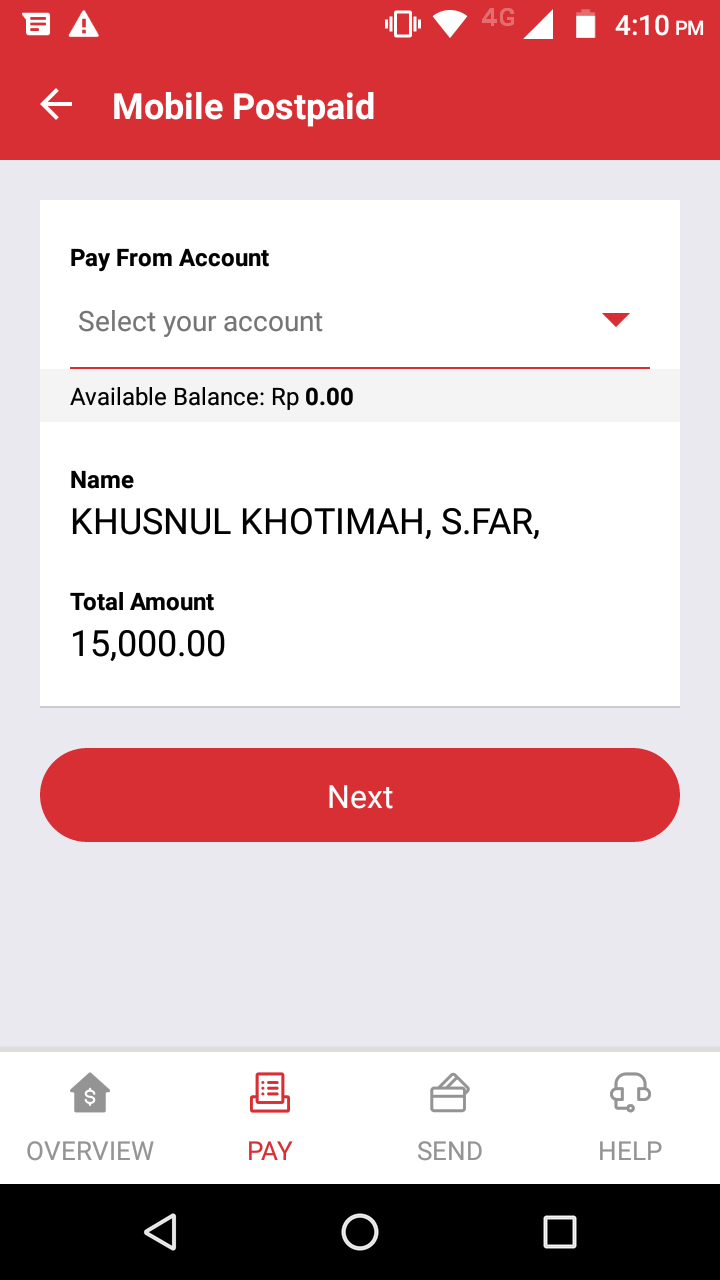 4G 4:10 PM
Mobile Postpaid
Pay From Account
Select your account
Available Balance: Rp 0.00
Name
KHUSNUL KHOTIMAH, S.FAR,
Total Amount
15,000.00
Next
$
OVERVIEW PAY SEND HELP